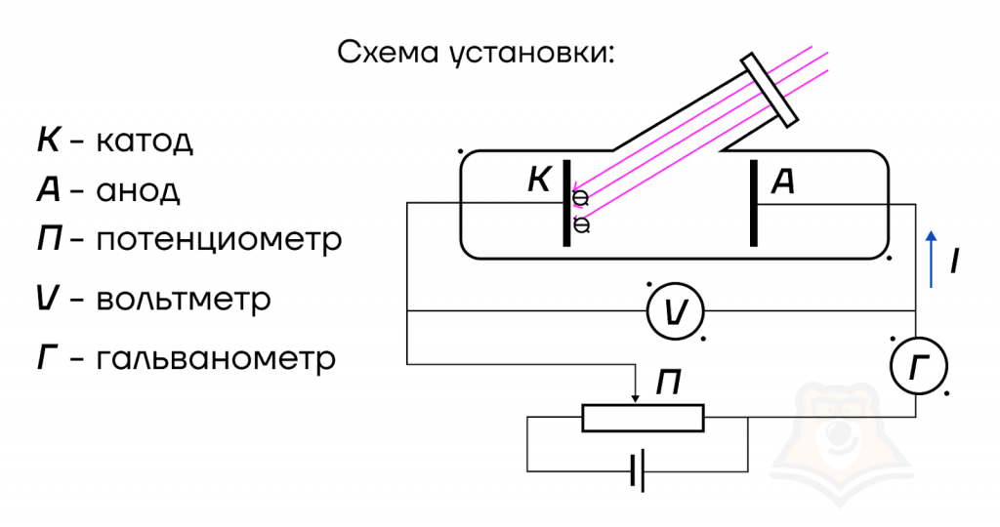 Схема установки:
К - катод
А - анод
П - потенциометр
V - вольтметр
Г - гальванометр
К
А
I
V
Г
П